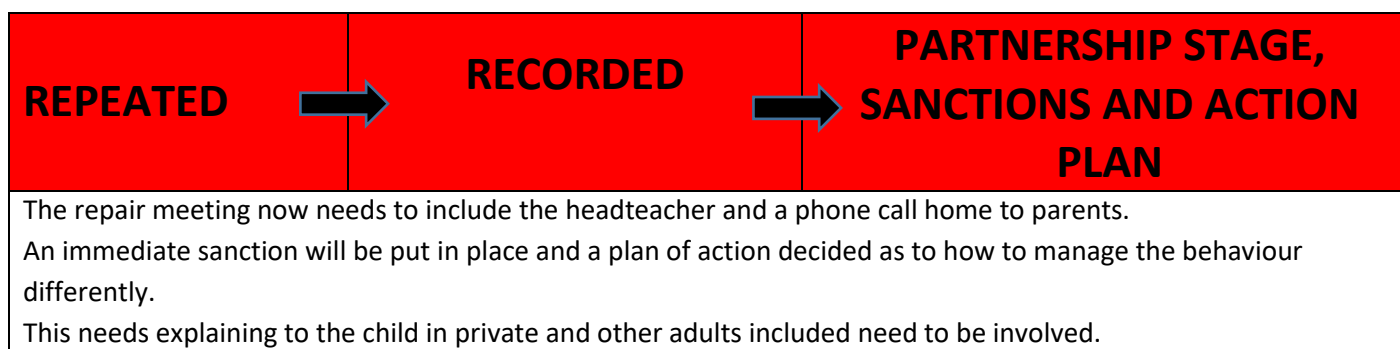 REPEATED
RECORDED
PARTNERSHIP STAGE,
SANCTIONS AND ACTION
PLAN
The repair meeting now needs to include the headteacher and a phone call home to parents.
An immediate sanction will be put in place and a plan of action decided as to how to manage the behaviour
differently.
This needs explaining to the child in private and other adults included need to be involved.